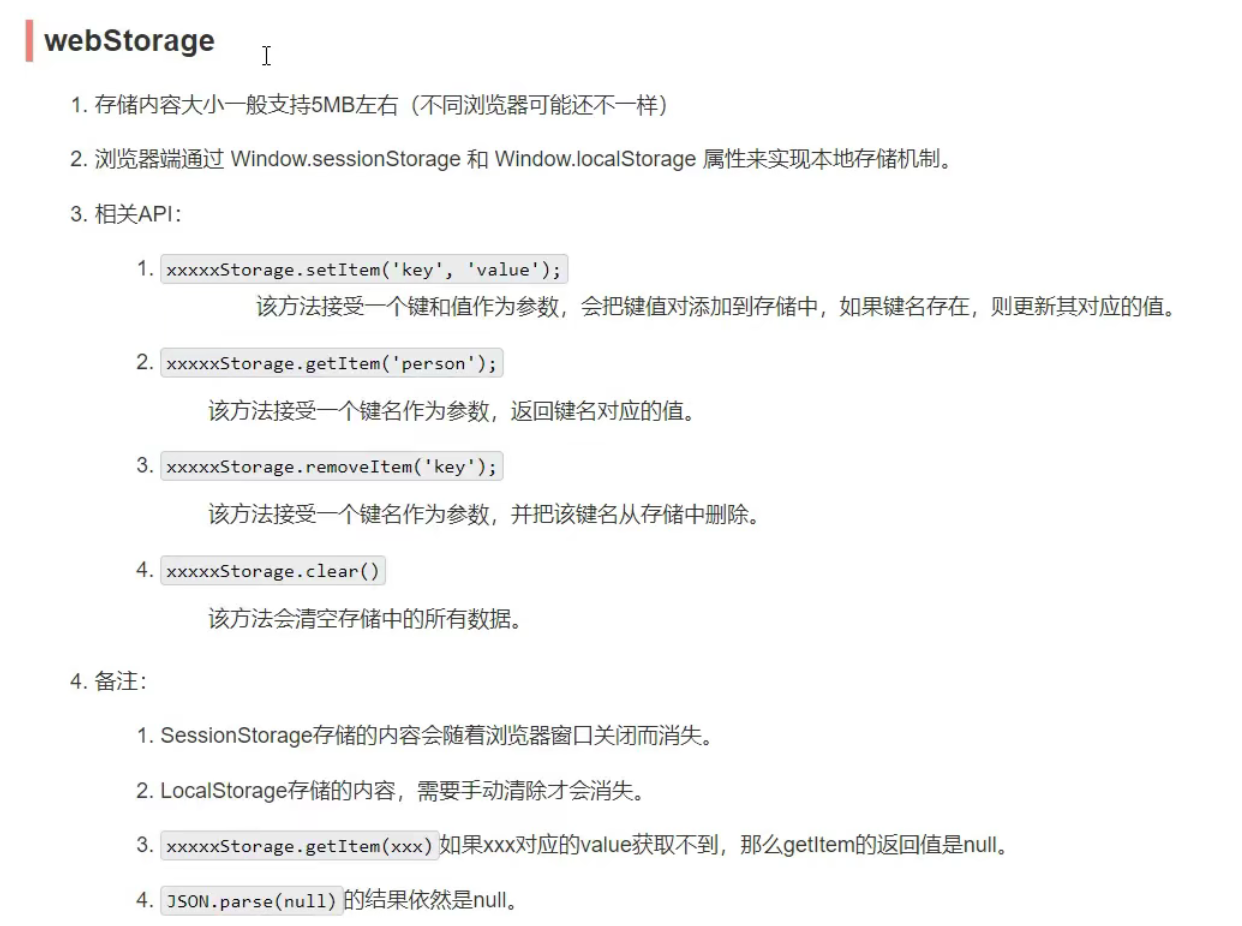 webStorage
1. 存储内容大小一般支持5MB左右（不同浏览器可能还不一样）
2. 浏览器端通过 Window.sessionStorage 和 Window.localStorage 属性来实现本地存储机制。
3. 相关API：
1. xxxxxStorage.setItem('key', 'value');
该方法接受一个键和值作为参数，会把键值对添加到存储中，如果键名存在，则更新其对应的值。
2. xxxxxStorage.getItem('person');
该方法接受一个键名作为参数，返回键名对应的值。
3. xxxxxStorage.removeItem('key');
该方法接受一个键名作为参数，并把该键名从存储中删除。
4. xxxxxStorage.clear()
该方法会清空存储中的所有数据。
4. 备注：
1. SessionStorage存储的内容会随着浏览器窗口关闭而消失。
2. LocalStorage存储的内容，需要手动清除才会消失。
3. xxxxxStorage.getItem(xxx)如果xxx对应的value获取不到，那么getItem的返回值是null。
4. JSON.parse(null)的结果依然是null。